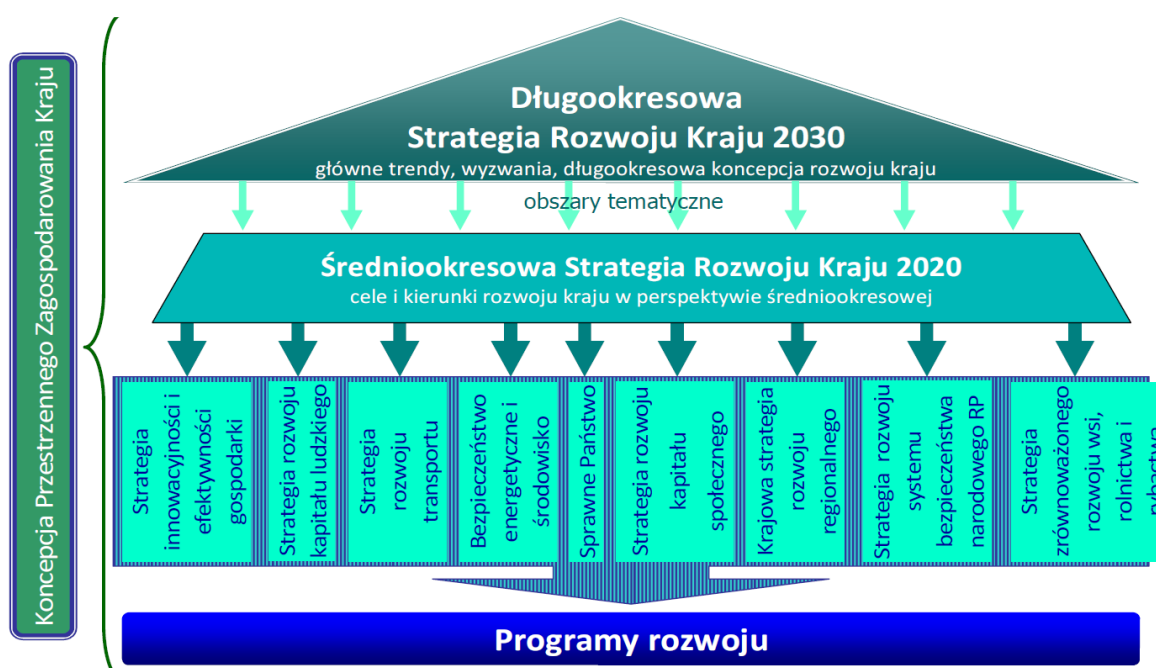 Koncepcja Przestrzennego Zagospodarowania Kraju
Długookresowa
Strategia Rozwoju Kraju 2030
główne trendy, wyzwania, długookresowa koncepcja rozwoju kraju
obszary tematyczne
Średniookresowa Strategia Rozwoju Kraju 2020
cele i kierunki rozwoju kraju w perspektywie średniookresowej
Strategia
innowacyjności i
efektywności
gospodarki
Strategia rozwoju
kapitału ludzkiego
Strategia
rozwoju
transportu
Bezpieczeństwo
energetyczne i
środowisko
Sprawne Państwo
Strategia rozwoju
kapitału
społecznego
Krajowa strategia
rozwoju
regionalnego
Strategia rozwoju
systemu
bezpieczeństwa
narodowego RP
Strategia
zrównoważonego
rozwoju wsi,
rolnictwa i
rybactwa
Programy rozwoju